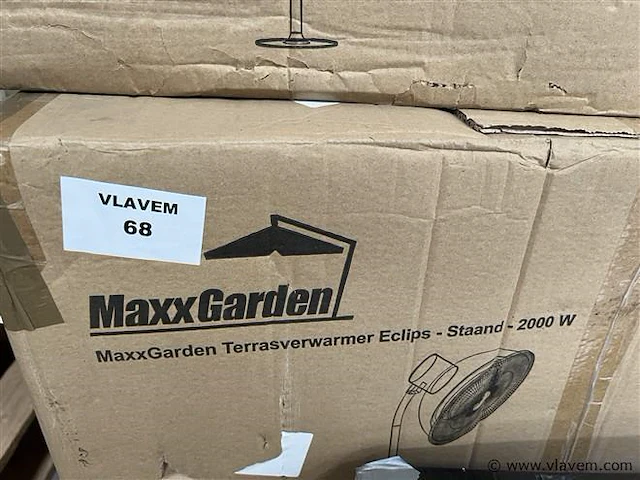 VLAVEM
68
MaxxGarden
MaxxGarden Terrasverwarmer Eclips - Staand - 2000 W
© www.vlavem.com